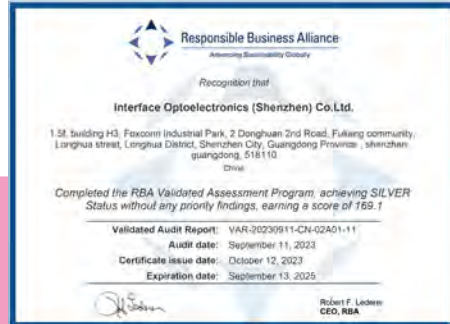 Responsible Business Alliance
Advancing Sustainability Globally
Recognition that
Interface Optoelectronics (Shenzhen) Co.Ltd.
1.5f, building H3, Foxconn Industrial Park, 2 Donghuan 2nd Road, Fukang community,
Longhua street, Longhua District, Shenzhen City, Guangdong Province , shenzhen
guangdong, 518110
China
Completed the RBA Validated Assessment Program, achieving SILVER
Status without any priority findings, earning a score of 169.1
Validated Audit Report: VAR-20230911-CN-02A01-11
Audit date: September 11, 2023
Certificate issue date: October 12, 2023
Expiration date: September 13, 2025
Robert F. Lederer
CEO, RBA